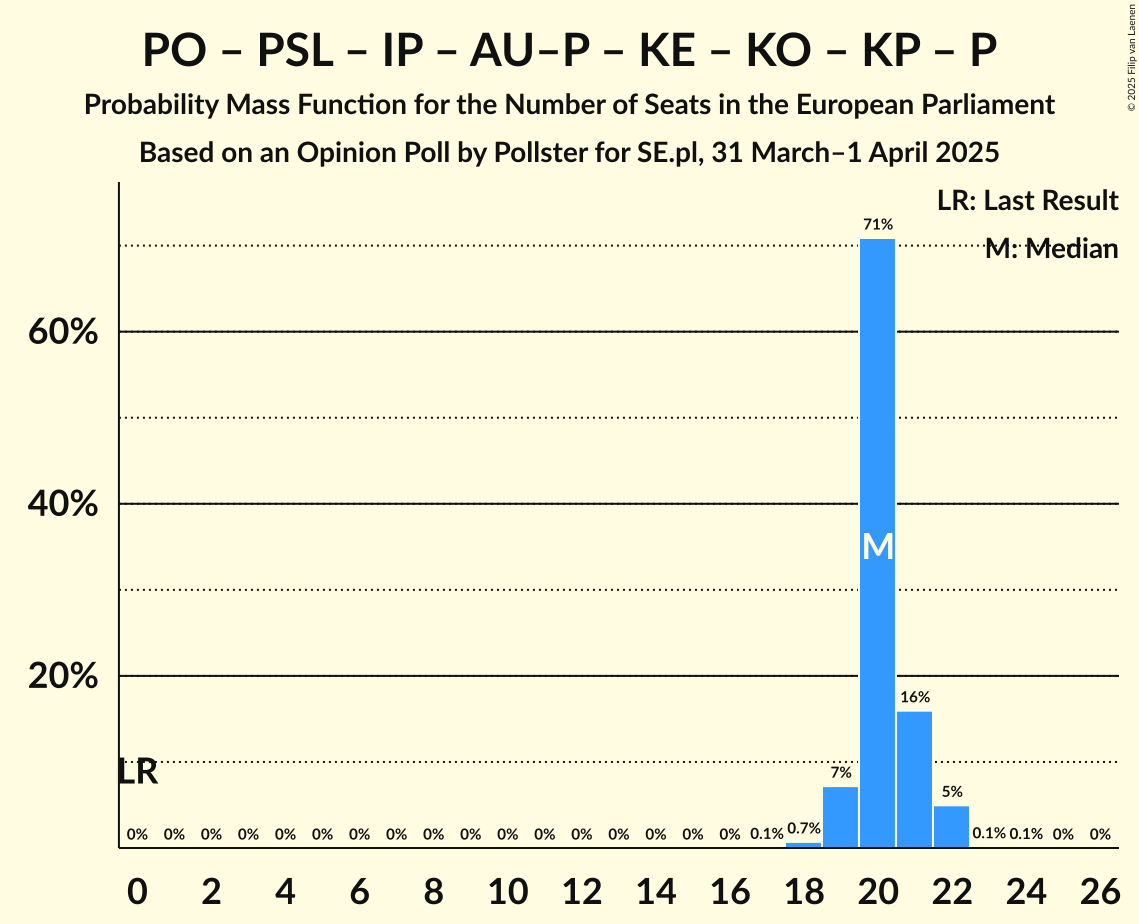 PO – PSL – IP – AU–P – KE – KO – KP – P
Probability Mass Function for the Number of Seats in the European Parliament
Based on an Opinion Poll by Pollster for SE.pl, 31 March–1 April 2025
© 2025 Filip van Laenen
LR: Last Result
M: Median
71%
60%
40%
M
20%
16%
LR
7%
5%
0% 0% 0% 0% 0% 0% 0% 0% 0% 0% 0% 0% 0% 0% 0% 0% 0% 0.1% 0.7% 0.1% 0.1% 0% 0%
0 2 4 6 8 10 12 14 16 18 20 22 24 26